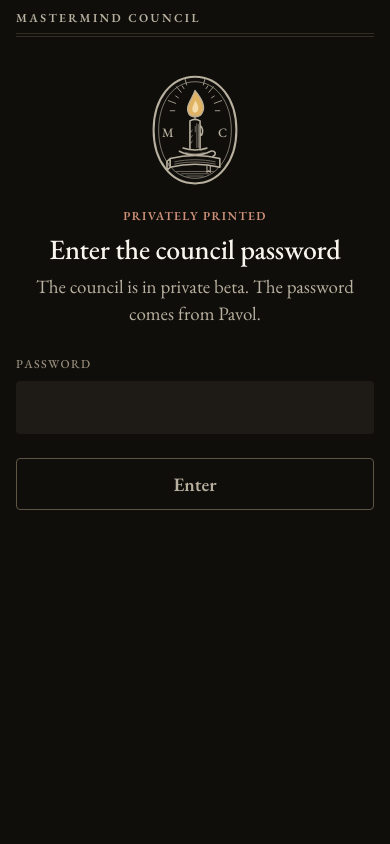 MASTERMIND COUNCIL
M C
PRIVATELY PRINTED
Enter the council password
The council is in private beta. The password
comes from Pavol.
PASSWORD
Enter